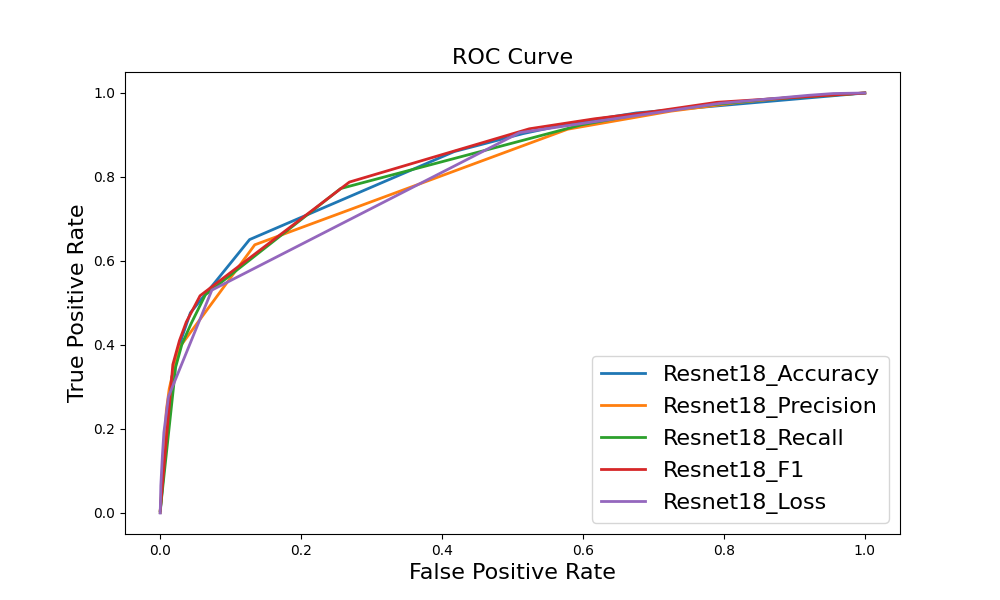 ROC Curve
True Positive Rate
1.0
0.8
0.6
0.4
0.2
0.0
Resnet18_Accuracy
Resnet18_Precision
Resnet18_Recall
Resnet18_F1
Resnet18_Loss
0.0 0.2 0.4 0.6 0.8 1.0
False Positive Rate